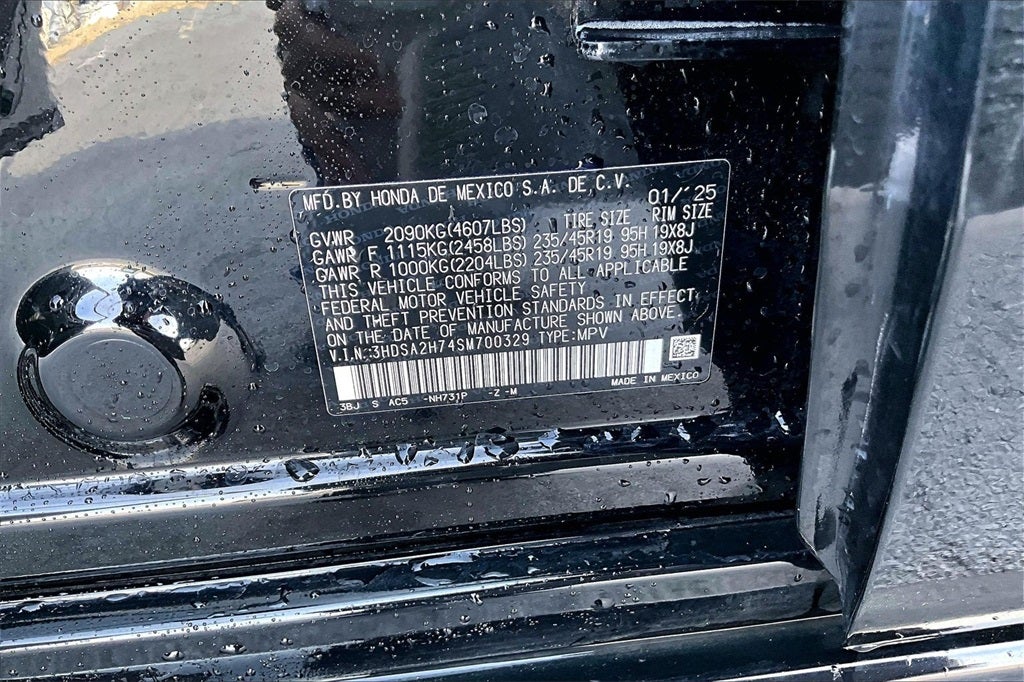 MFD. BY HONDA DE MEXICO S.A. DE C.V. 01/'25
GVWR 2090KG(4607LBS) TIRE SIZE RIM SIZE
GAWR F 1115KG(2458LBS) 235/45R19 95H 19X8J
GAWR R 1000KG(2204LBS) 235/45R19 95H 19X8J
THIS VEHICLE CONFORMS TO ALL APPLICABLE
FEDERAL MOTOR VEHICLE SAFETY
AND THEFT PREVENTION STANDARDS IN EFFECT
ON THE DATE OF MANUFACTURE SHOWN ABOVE.
V.I.N.:3HDSA2H74SM700329 TYPE:MPV
3BJ S AC5 -NH731P -Z -M MADE IN MEXICO